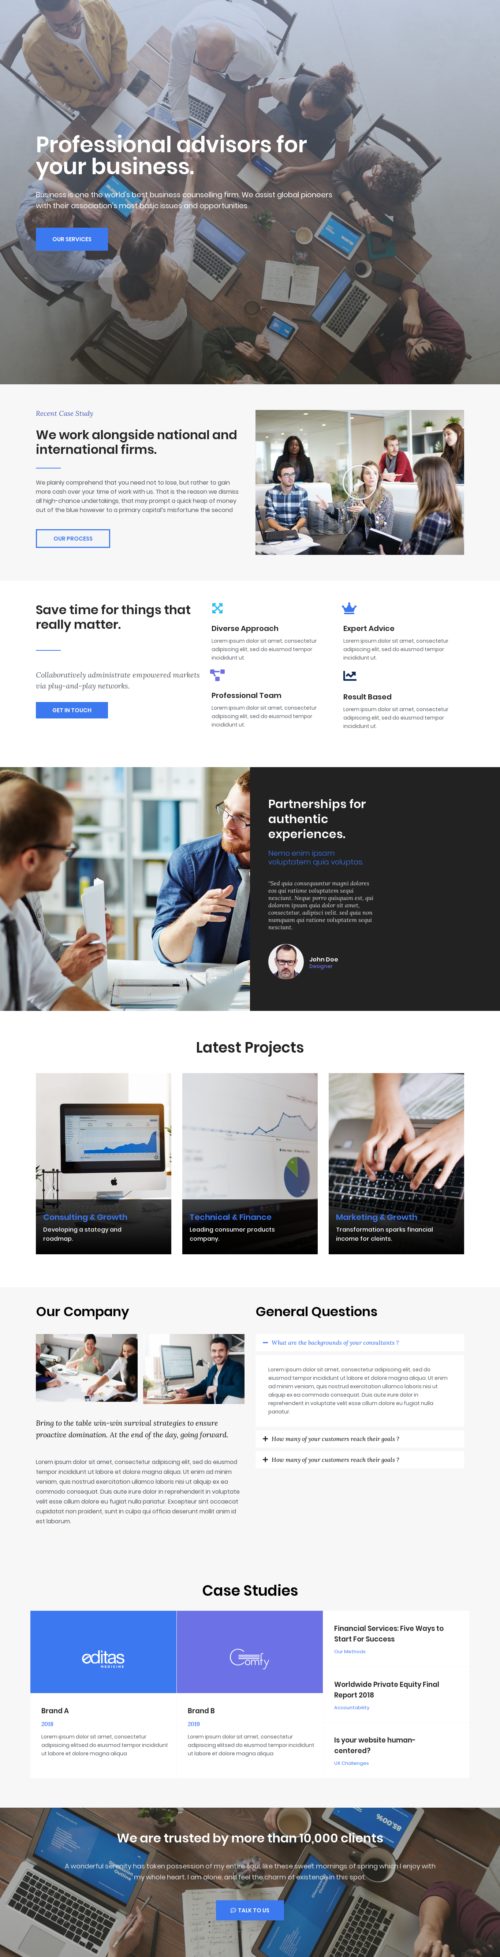 Professional advisors for
your business.
Business is one the world's best business counselling firm. We assist global pioneers
with their association's most basic issues and opportunities.
OUR SERVICES
Recent Case Study
We work alongside national and
international firms.
We plainly comprehend that you need not to lose, but rather to gain
more cash over your time of work with us. That is the reason we dismiss
all high-chance undertakings, that may prompt a quick heap of money
out of the blue however to a primary capital's misfortune the second
OUR PROCESS
Save time for things that
really matter.
Collaboratively administrate empowered markets
via plug-and-play networks.
GET IN TOUCH
Diverse Approach
Lorem ipsum dolor sit amet, consectetur
adipiscing elit, sed do eiusmod tempor
incididunt ut.
Expert Advice
Lorem ipsum dolor sit amet, consectetur
adipiscing elit, sed do eiusmod tempor
incididunt ut.
Professional Team
Lorem ipsum dolor sit amet, consectetur
adipiscing elit, sed do eiusmod tempor
incididunt ut.
Result Based
Lorem ipsum dolor sit amet, consectetur
adipiscing elit, sed do eiusmod tempor
incididunt ut.
Partnerships for
authentic
experiences.
Nemo enim ipsam
voluptatem quia voluptas.
"Sed quia consequuntur magni dolores
eos qui ratione voluptatem sequi
nesciunt. Neque porro quisquam est, qui
dolorem ipsum quia dolor sit amet,
consectetur, adipisci velit, sed quia non
numquam qui ratione voluptatem sequi
nesciunt.
John Doe
Designer
Latest Projects
Consulting & Growth
Developing a stategy and
roadmap.
Technical & Finance
Leading consumer products
company.
Marketing & Growth
Transformation sparks financial
income for cleints.
Our Company
Bring to the table win-win survival strategies to ensure
proactive domination. At the end of the day, going forward.
Lorem ipsum dolor sit amet, consectetur adipisicing elit, sed do eiusmod
tempor incididunt ut labore et dolore magna aliqua. Ut enim ad minim
veniam, quis nostrud exercitation ullamco laboris nisi ut aliquip ex ea commodo
consequat. Duis aute irure dolor in reprehenderit in voluptate
velit esse cillum dolore eu fugiat nulla pariatur. Excepteur sint occaecat
cupidatat non proident, sunt in culpa qui officia deserunt mollit anim id
est laborum.
General Questions
What are the backgrounds of your consultants ?
Lorem ipsum dolor sit amet, consectetur adipiscing elit, sed do
eiusmod tempor incididunt ut labore et dolore magna aliqua. Ut enim
ad minim veniam, quis nostrud exercitation ullamco laboris nisi ut
aliquip ex ea commodo consequat. Duis aute irure dolor in
reprehenderit in voluptate velit esse cillum dolore eu fugiat nulla
pariatur.
How many of your customers reach their goals ?
How many of your customers reach their goals ?
Case Studies
editas
MEDICINE
Brand A
2018
Lorem ipsum dolor sit amet, consectetur
adipisicing elit sed do eiusmod tempor incididunt
ut labore et dolore magna aliqua
Comfy
Brand B
2019
Lorem ipsum dolor sit amet, consectetur
adipisicing elit sed do eiusmod tempor incididunt
ut labore et dolore magna aliqua
Financial Services: Five Ways to
Start For Success
Our Methods
Worldwide Private Equity Final
Report 2018
Accountability
Is your website human-
centered?
UX Challenges
We are trusted by more than 10,000 clients
A wonderful serenity has taken possession of my entire soul, like these sweet mornings of spring which I enjoy with
my whole heart. I am alone, and feel the charm of existence in this spot.
TALK TO US